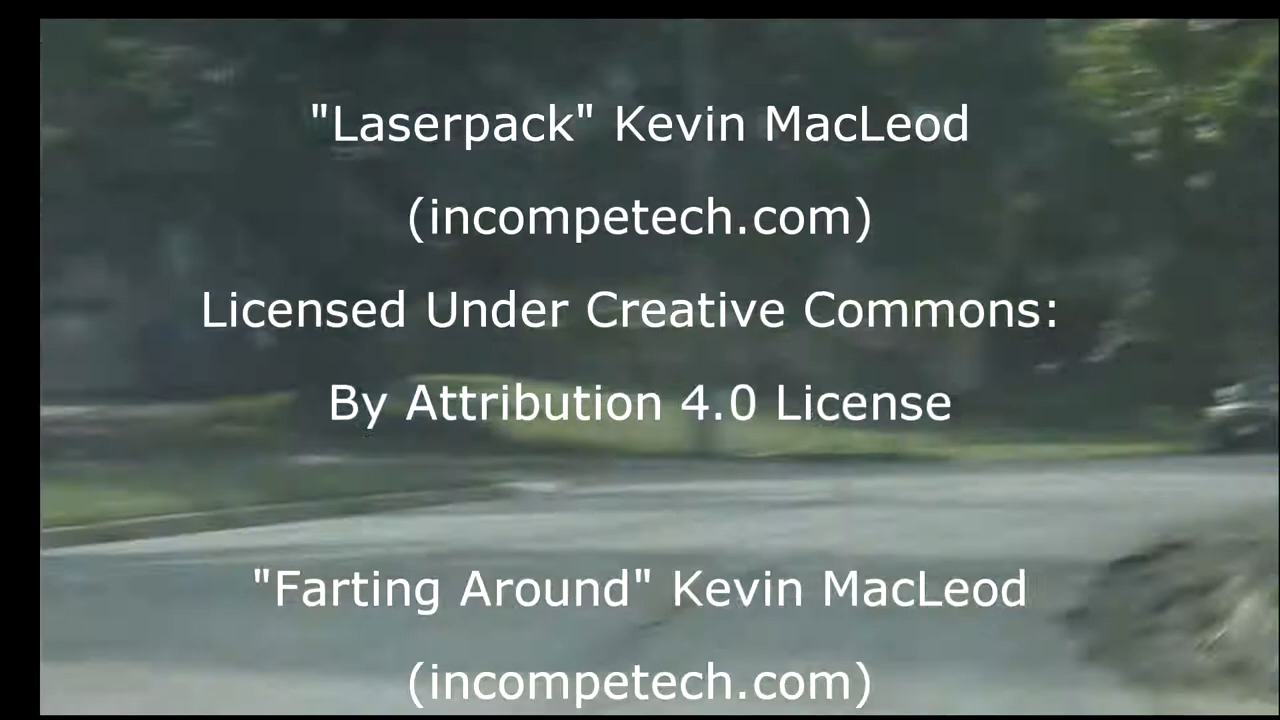 "Laserpack" Kevin MacLeod
(incompetech.com)
Licensed Under Creative Commons:
By Attribution 4.0 License
"Farting Around" Kevin MacLeod
(incompetech.com)